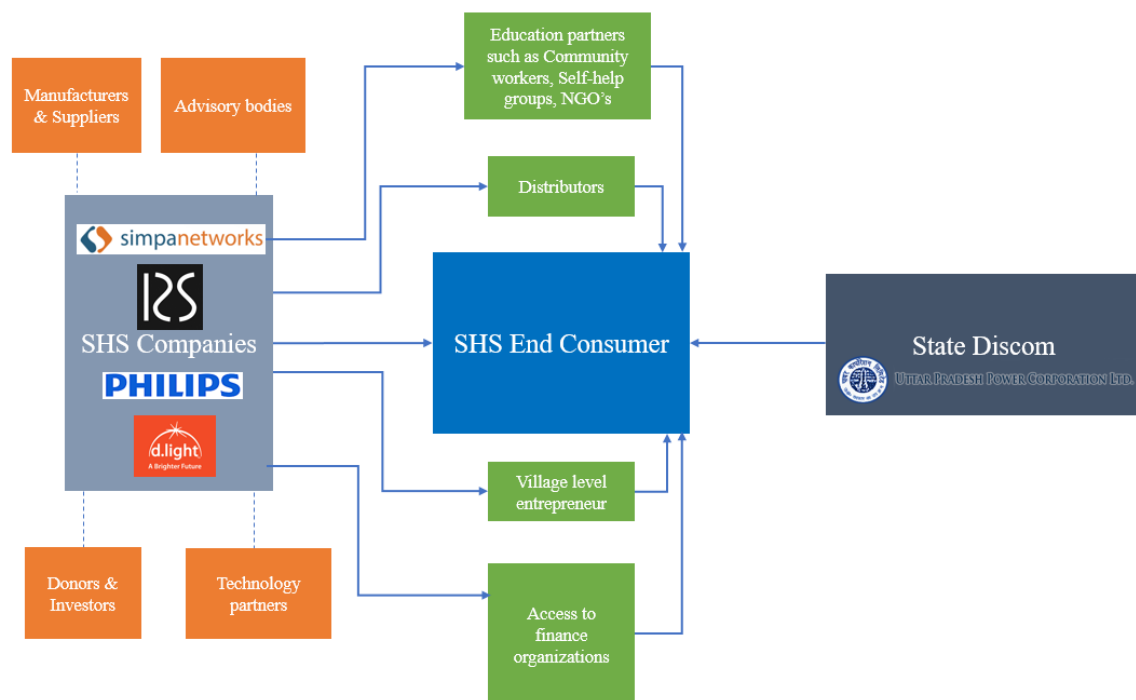 Education partners
such as Community
workers, Self-help
groups, NGO's
Manufacturers
& Suppliers
Advisory bodies
Distributors
simpanetworks
SHS Companies
PHILIPS
d.light
A Brighter Future
SHS End Consumer
State Discom
UTTAR PRADESH POWER CORPORATION LTD.
Village level
entrepreneur
Donors &
Investors
Technology
partners
Access to
finance
organizations